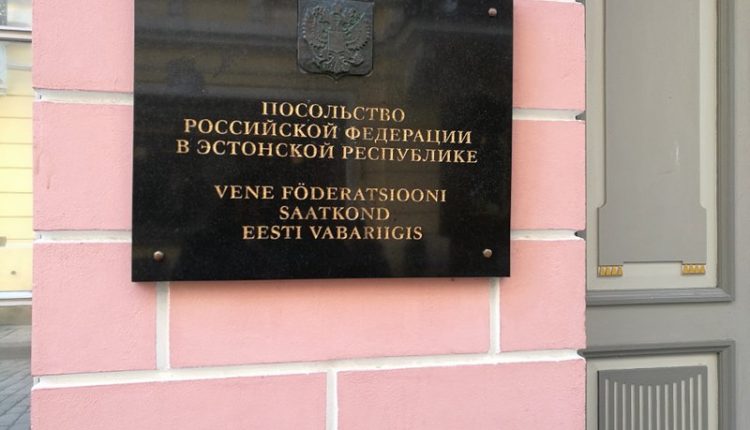 ПОСОЛЬСТВО
РОССИЙСКОЙ ФЕДЕРАЦИИ
В ЭСТОНСКОЙ РЕСПУБЛИКЕ
VENE FÖDERATSIOONI
SAATKOND
EESTI VABARIIGIS